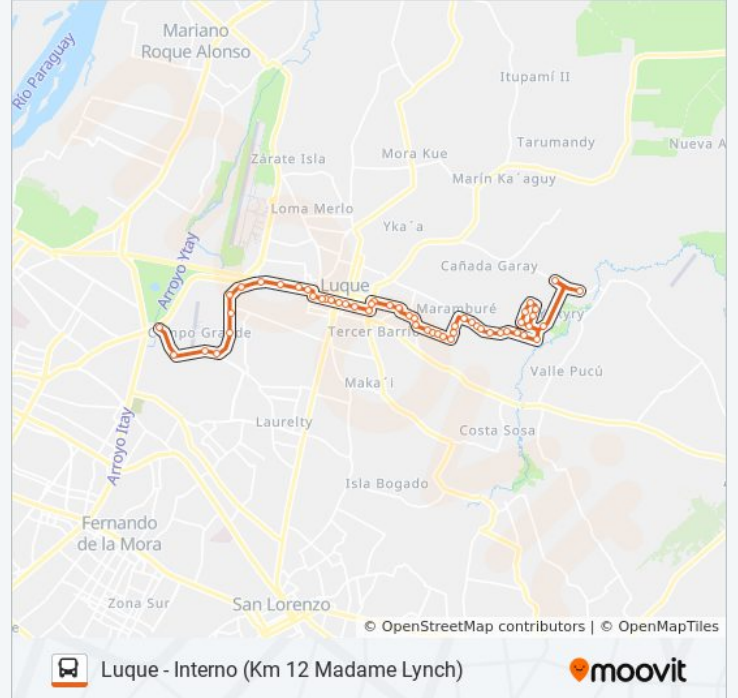 Mariano
Roque Alonso
Río Paraguay
Itupamí II
Tarumandy
Nueva A
Mora Kue
Zárate Isla
Marín Ka´aguy
Loma Merlo
Yka´a
Arroyo Ytay
Cañada Garay
Luque
Maramburé
Campo Grande
Tercer Barrio
Valle Pucú
Maka´i
Laurelty
Costa Sosa
Arroyo Itay
Isla Bogado
Fernando
de la Mora
Zona Sur
San Lorenzo
© OpenStreetMap contributors | © OpenMapTiles
Luque - Interno (Km 12 Madame Lynch)
moovit